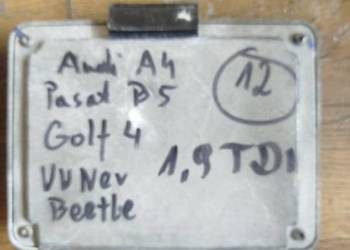 Audi A4
Pasat B5
12
Golf 4
1,9 TDI
VW New
Beetle